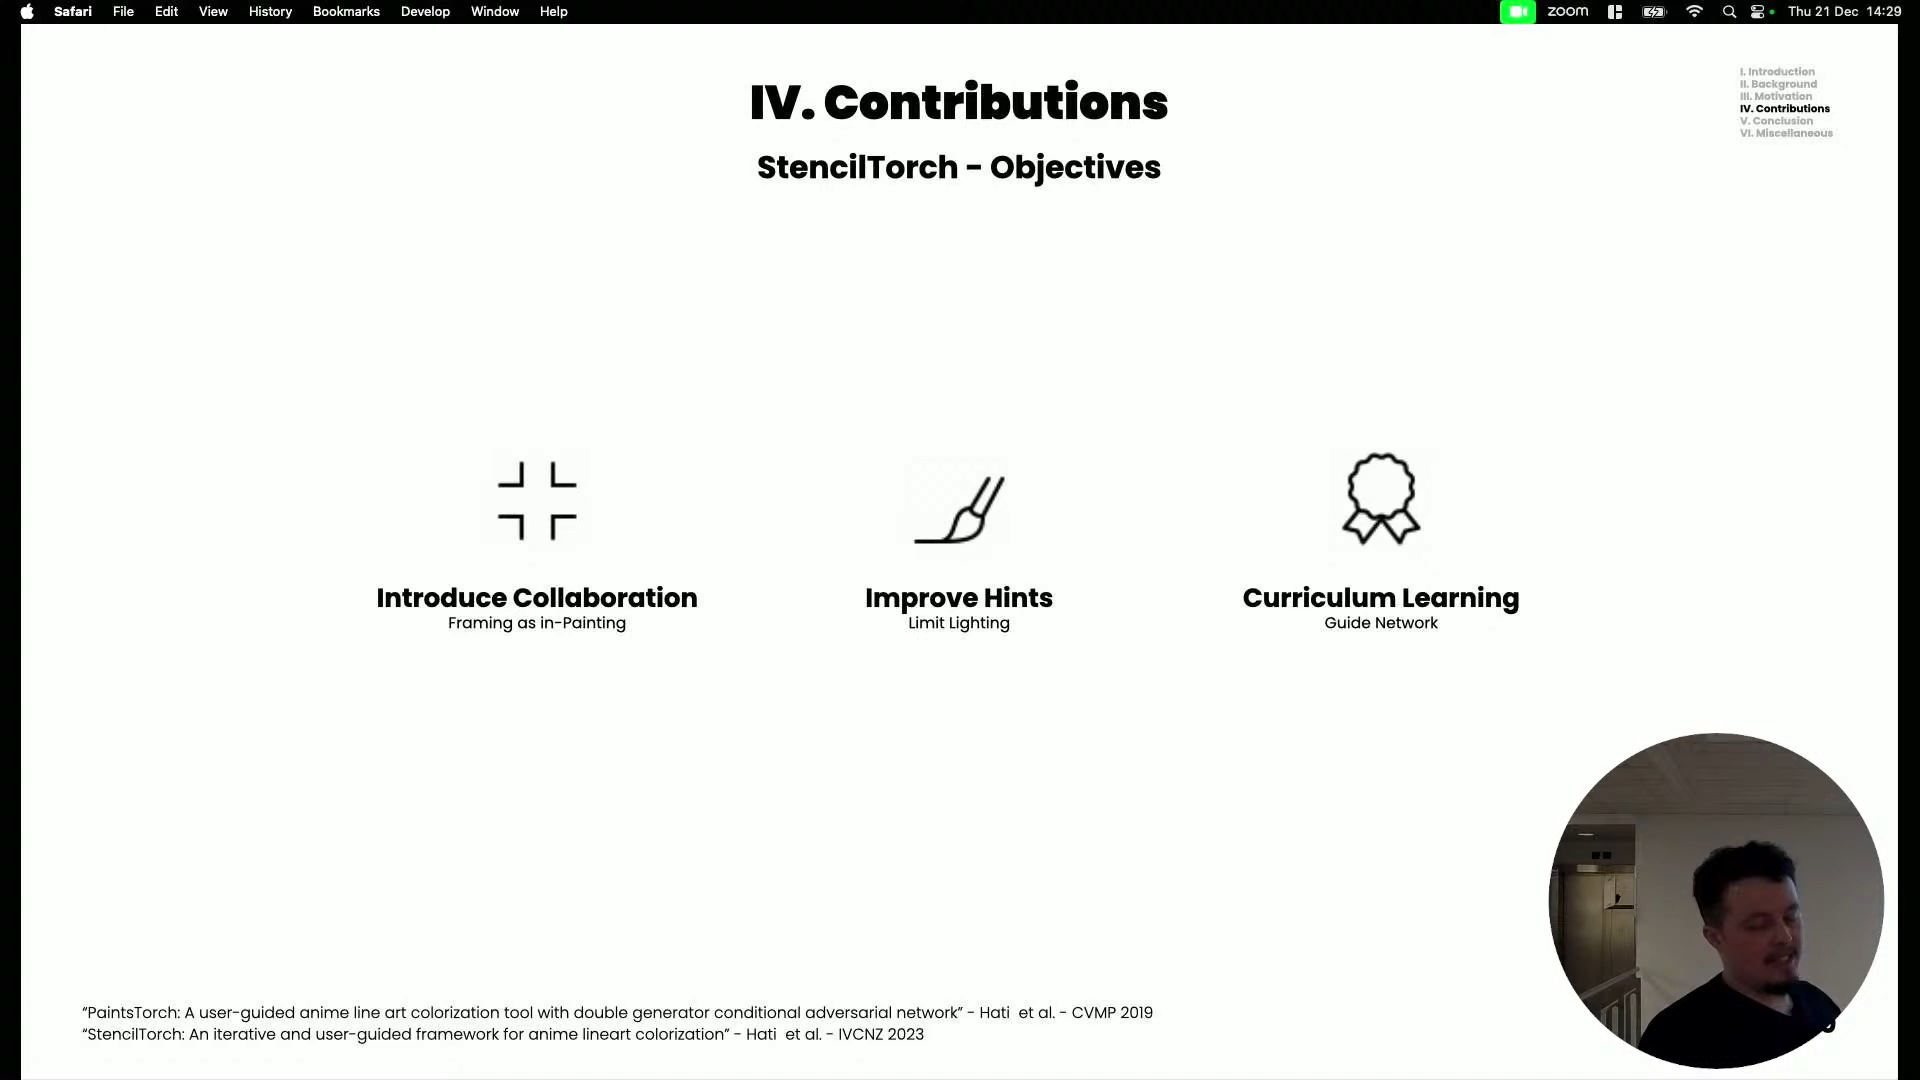 Safari File Edit View History Bookmarks Develop Window Help
zoom Thu 21 Dec 14:29
I. Introduction
II. Background
III. Motivation
IV. Contributions
V. Conclusion
VI. Miscellaneous
IV. Contributions
StencilTorch - Objectives
Introduce Collaboration
Framing as in-Painting
Improve Hints
Limit Lighting
Curriculum Learning
Guide Network
“PaintsTorch: A user-guided anime line art colorization tool with double generator conditional adversarial network” - Hati et al. - CVMP 2019
“StencilTorch: An iterative and user-guided framework for anime lineart colorization” - Hati et al. - IVCNZ 2023